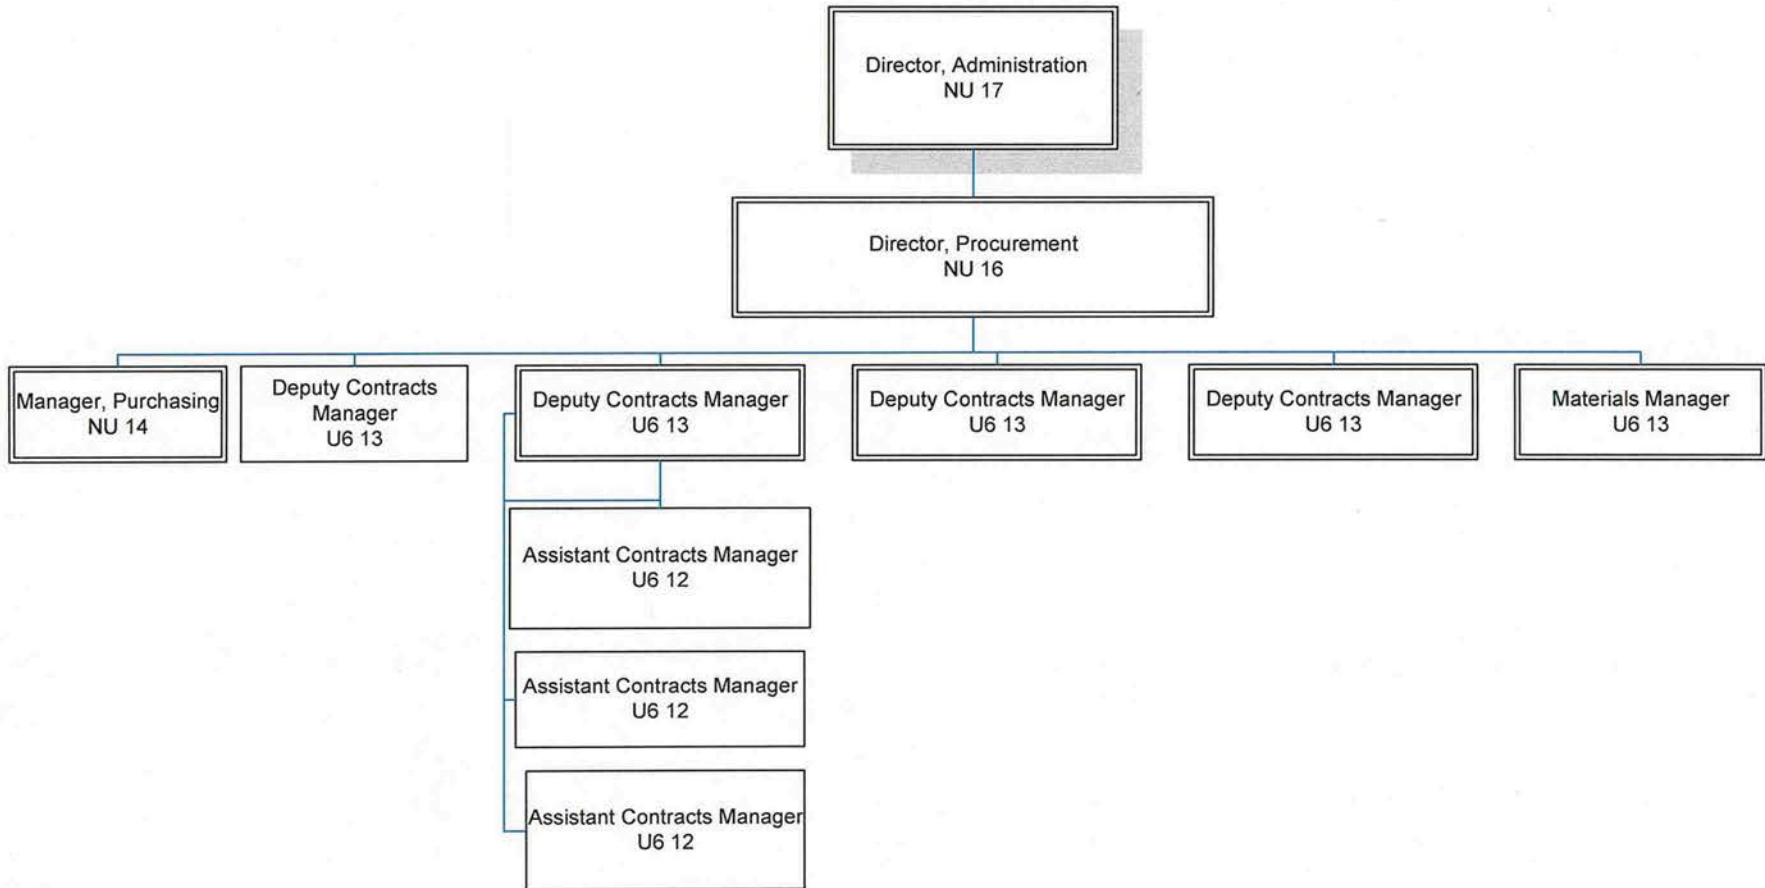 Director, Administration
NU 17
Director, Procurement
NU 16
Manager, Purchasing
NU 14
Deputy Contracts
Manager
U6 13
Deputy Contracts Manager
U6 13
Deputy Contracts Manager
U6 13
Deputy Contracts Manager
U6 13
Materials Manager
U6 13
Assistant Contracts Manager
U6 12
Assistant Contracts Manager
U6 12
Assistant Contracts Manager
U6 12